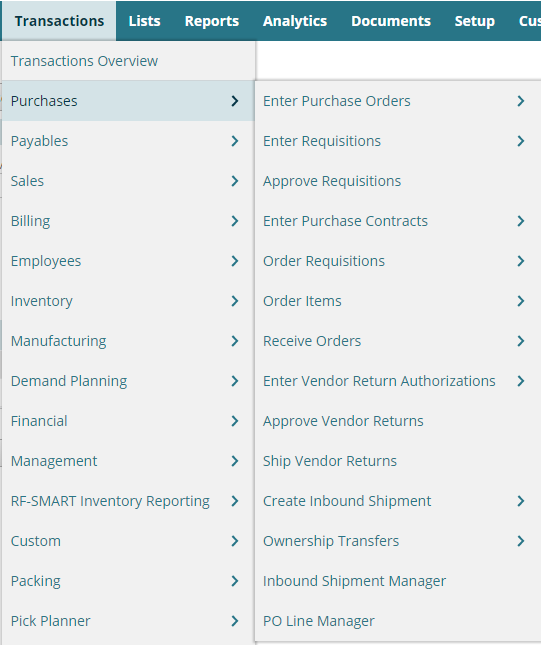 Transactions Lists Reports Analytics Documents Setup
Transactions Overview
Purchases
Payables
Sales
Billing
Employees
Inventory
Manufacturing
Demand Planning
Financial
Management
RF-SMART Inventory Reporting
Custom
Packing
Pick Planner
Enter Purchase Orders
Enter Requisitions
Approve Requisitions
Enter Purchase Contracts
Order Requisitions
Order Items
Receive Orders
Enter Vendor Return Authorizations
Approve Vendor Returns
Ship Vendor Returns
Create Inbound Shipment
Ownership Transfers
Inbound Shipment Manager
PO Line Manager